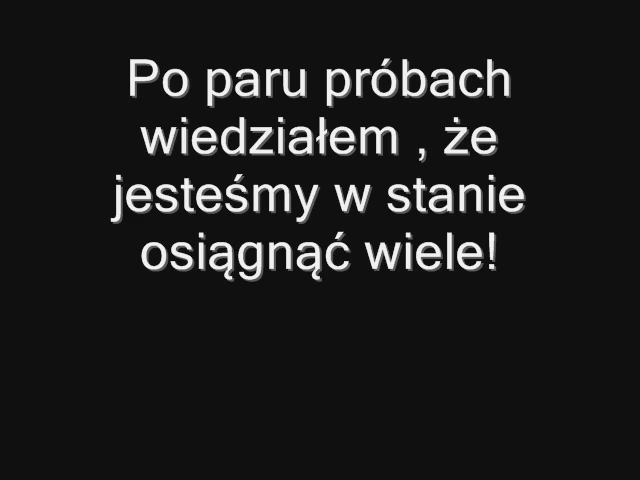 Po paru próbach
wiedziałem , że
jesteśmy w stanie
osiągnąć wiele!